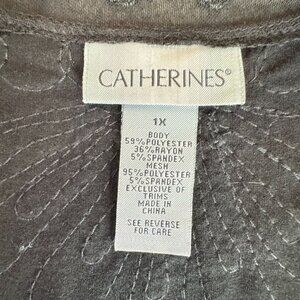 CATHERINES®
1X
BODY
59%POLYESTER
36%RAYON
5%SPANDEX
MESH
95%POLYESTER
5%SPANDEX
EXCLUSIVE OF
TRIMS
MADE IN
CHINA
SEE REVERSE
FOR CARE